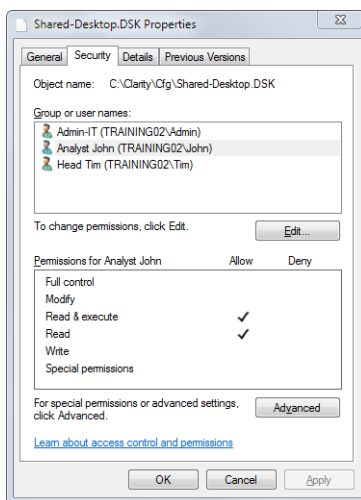 Shared-Desktop.DSK Properties
General Security Details Previous Versions
Object name: C:\Clarity\Cfg\Shared-Desktop.DSK
Group or user names:
Admin-IT (TRAINING02\Admin)
Analyst John (TRAINING02\John)
Head Tim (TRAINING02\Tim)
To change permissions, click Edit.
Edit...
Permissions for Analyst John Allow Deny
Full control
Modify
Read & execute
Read
Write
Special permissions
For special permissions or advanced settings,
click Advanced.
Advanced
Learn about access control and permissions
OK Cancel Apply